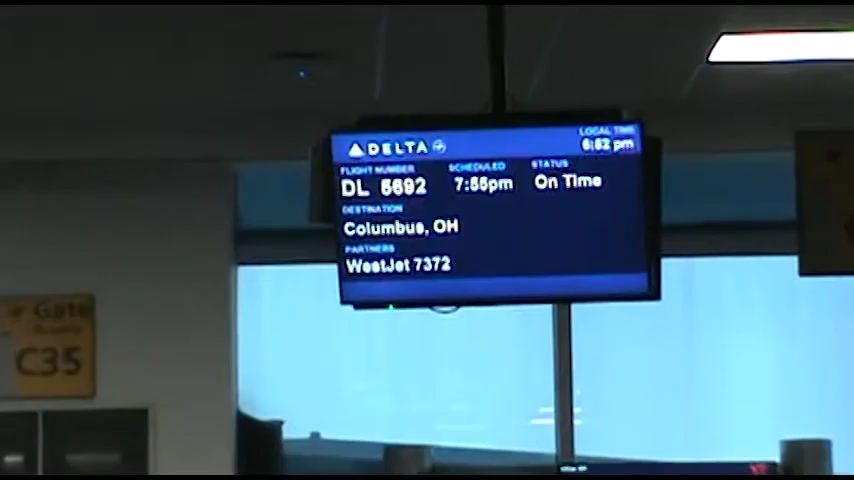 DELTA
LOCAL TIME
6:52 pm
FLIGHT NUMBER
SCHEDULED
STATUS
DL 5692
7:55pm
On Time
DESTINATION
Columbus, OH
PARTNERS
WestJet 7372
Gate
C35